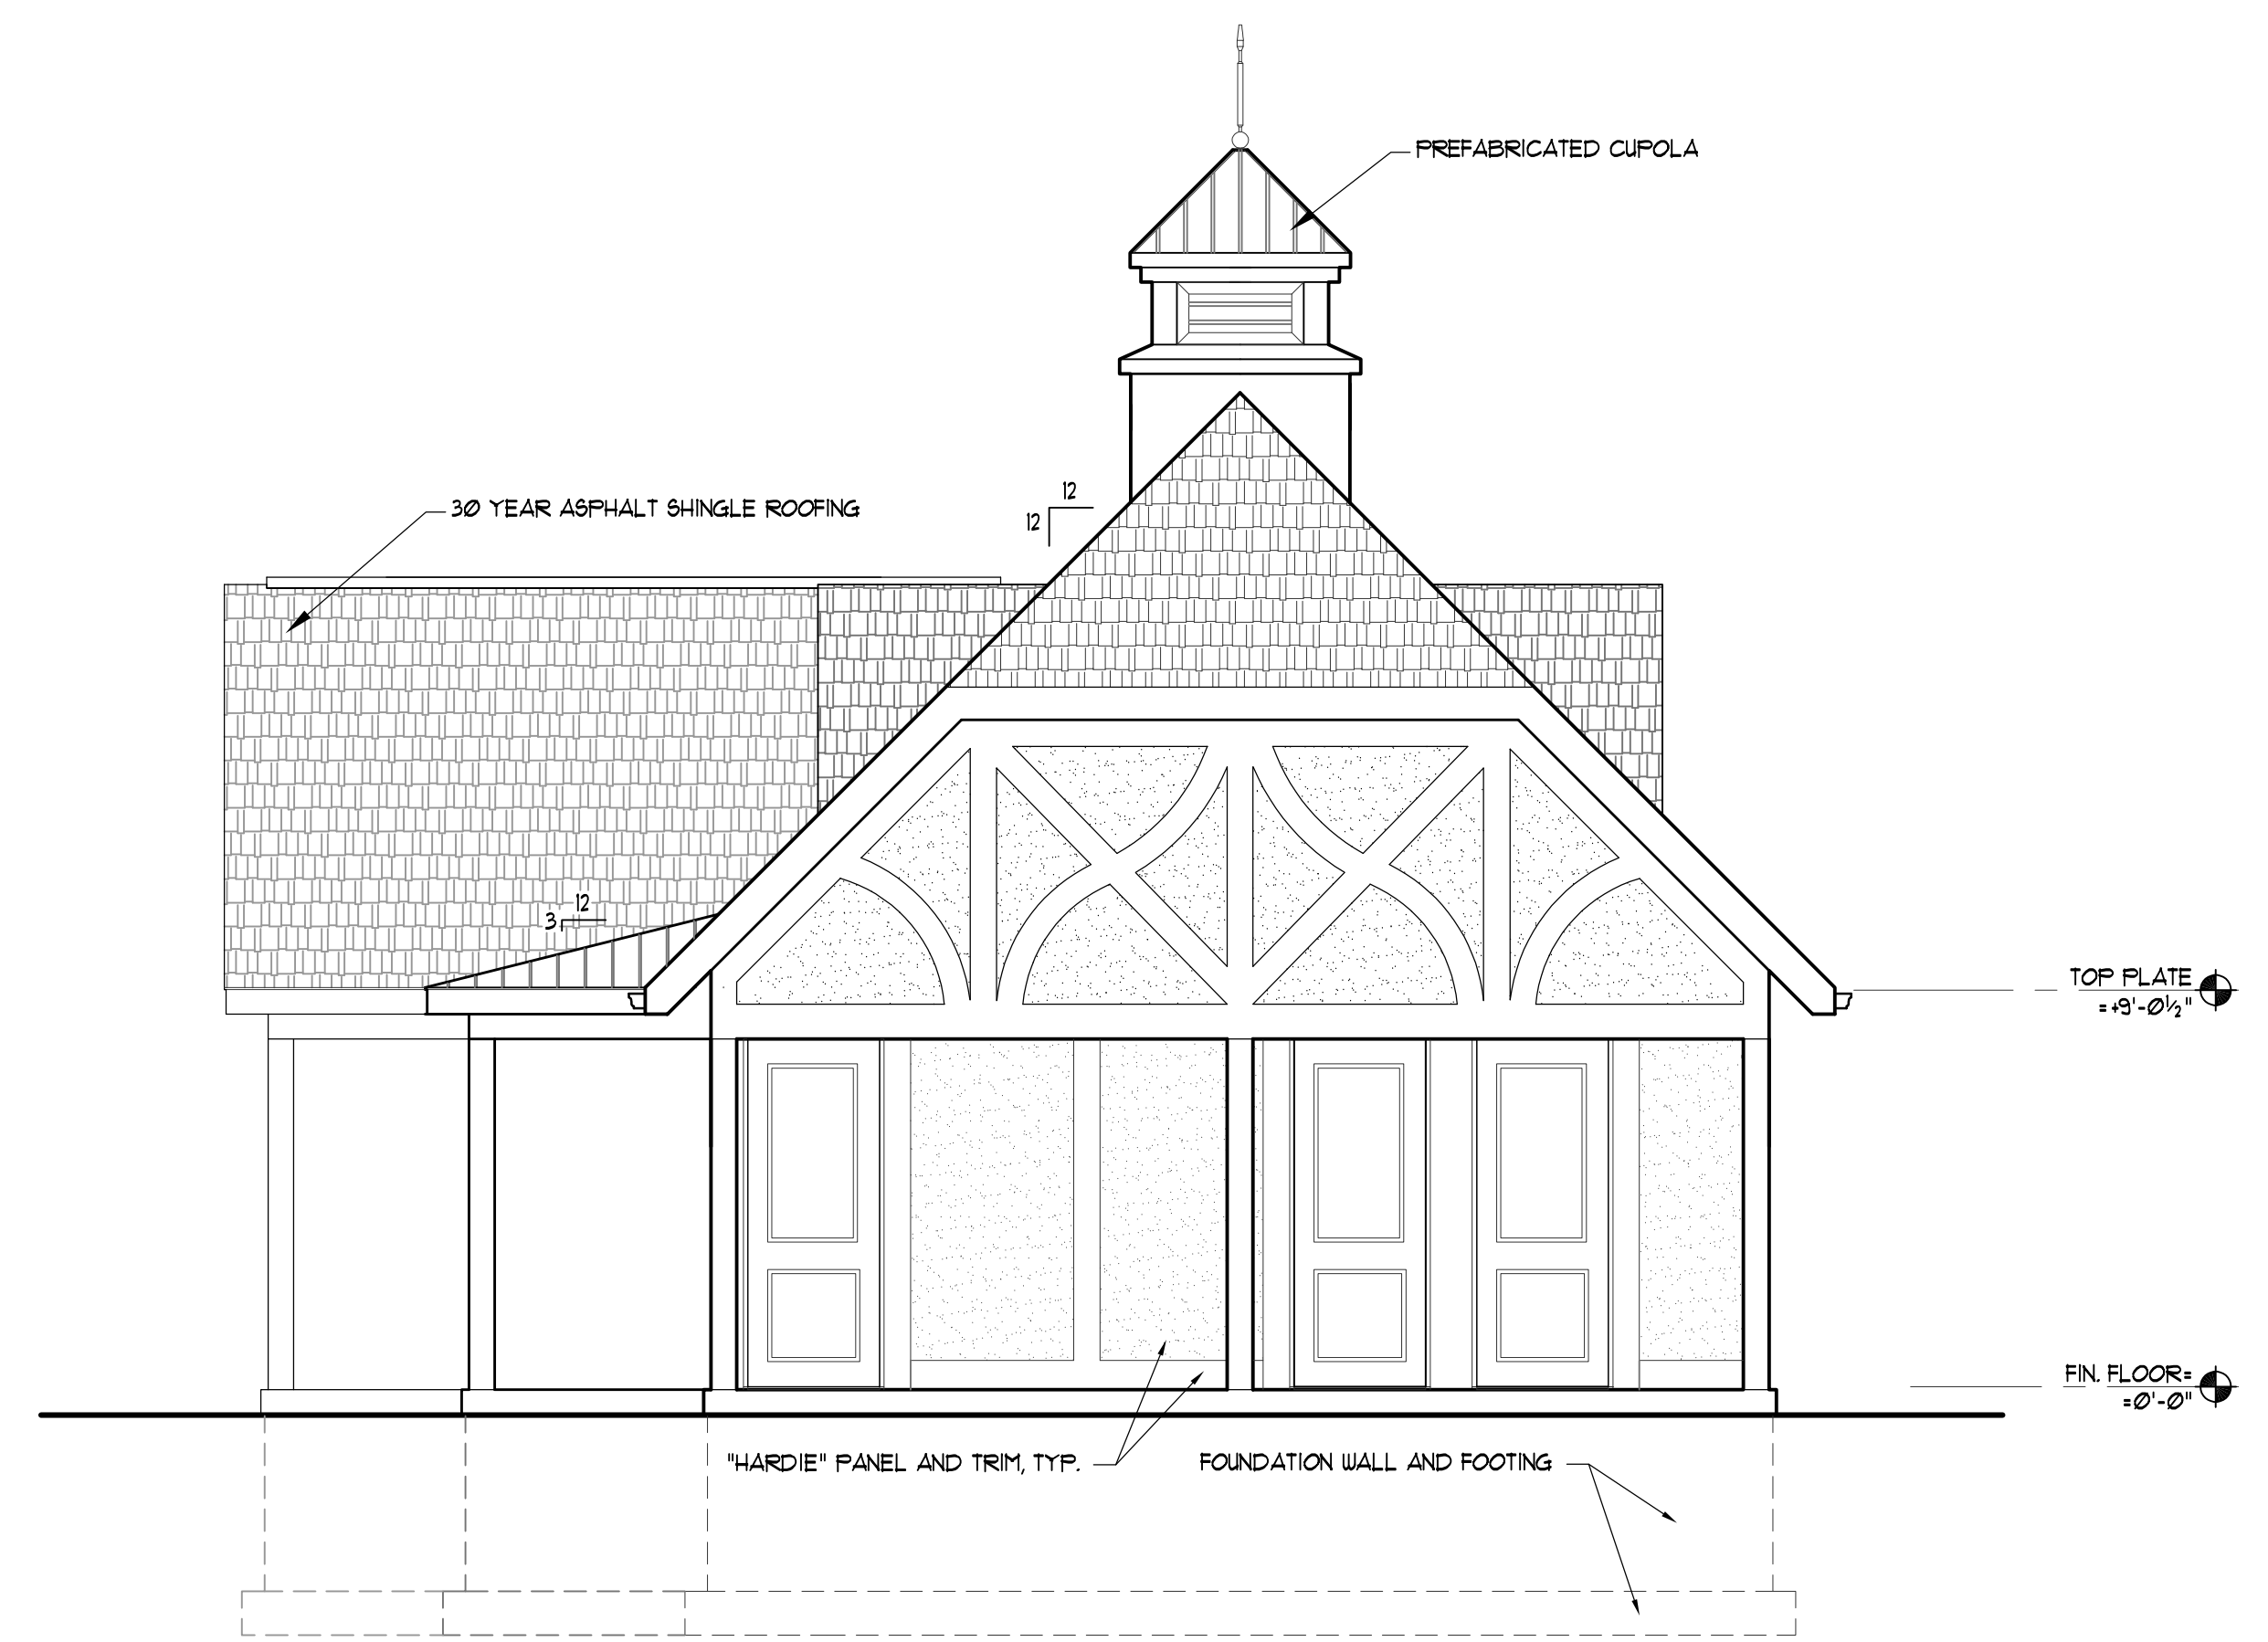 PREFABRICATED CUPOLA
12
12
30 YEAR ASPHALT SHINGLE ROOFING
12
3
TOP PLATE
=+9'-0½"
FIN. FLOOR=
=0'-0"
"HARDIE" PANEL AND TRIM, TYP.
FOUNDATION WALL AND FOOTING